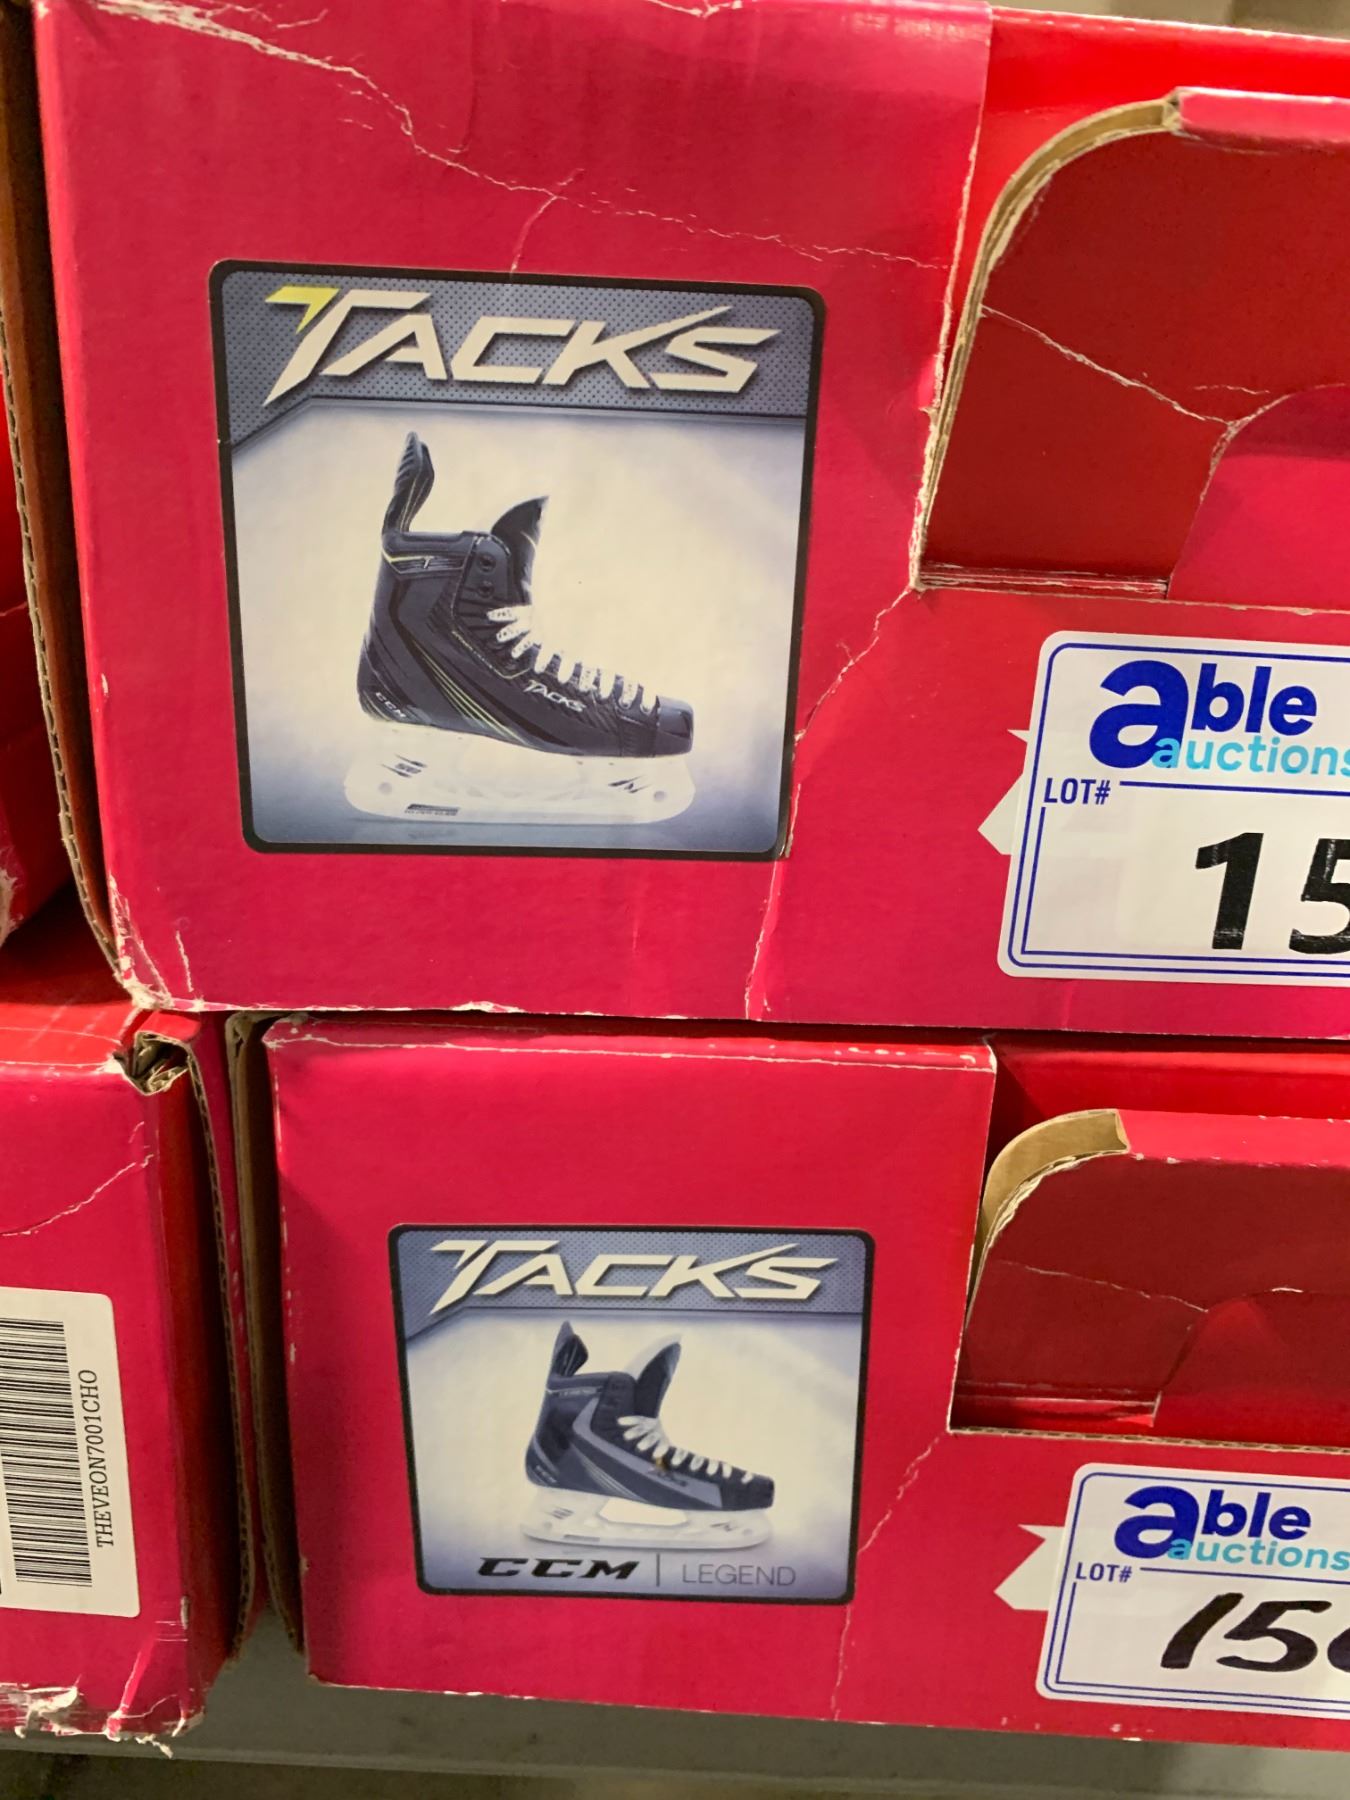 TACKS
T
TACKS
CCM
able
auctions
LOT#
15
TACKS
CCM | LEGEND
able
auctions
LOT#
15
THEVEON7001CHO